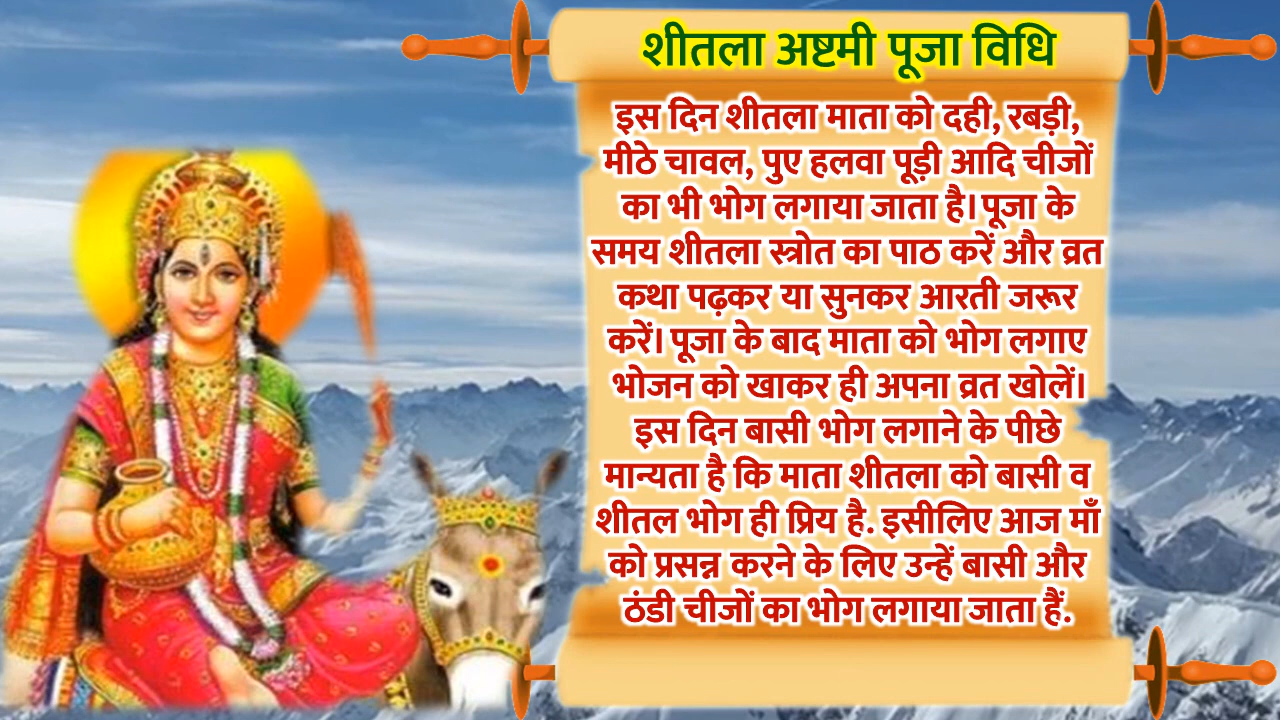 शीतला अष्टमी पूजा विधि
इस दिन शीतला माता को दही, रबड़ी,
मीठे चावल, पुए हलवा पूड़ी आदि चीजों
का भी भोग लगाया जाता है। पूजा के
समय शीतला स्त्रोत का पाठ करें और व्रत
कथा पढ़कर या सुनकर आरती जरूर
करें। पूजा के बाद माता को भोग लगाए
भोजन को खाकर ही अपना व्रत खोलें।
इस दिन बासी भोग लगाने के पीछे
मान्यता है कि माता शीतला को बासी व
शीतल भोग ही प्रिय है. इसीलिए आज माँ
को प्रसन्न करने के लिए उन्हें बासी और
ठंडी चीजों का भोग लगाया जाता हैं.